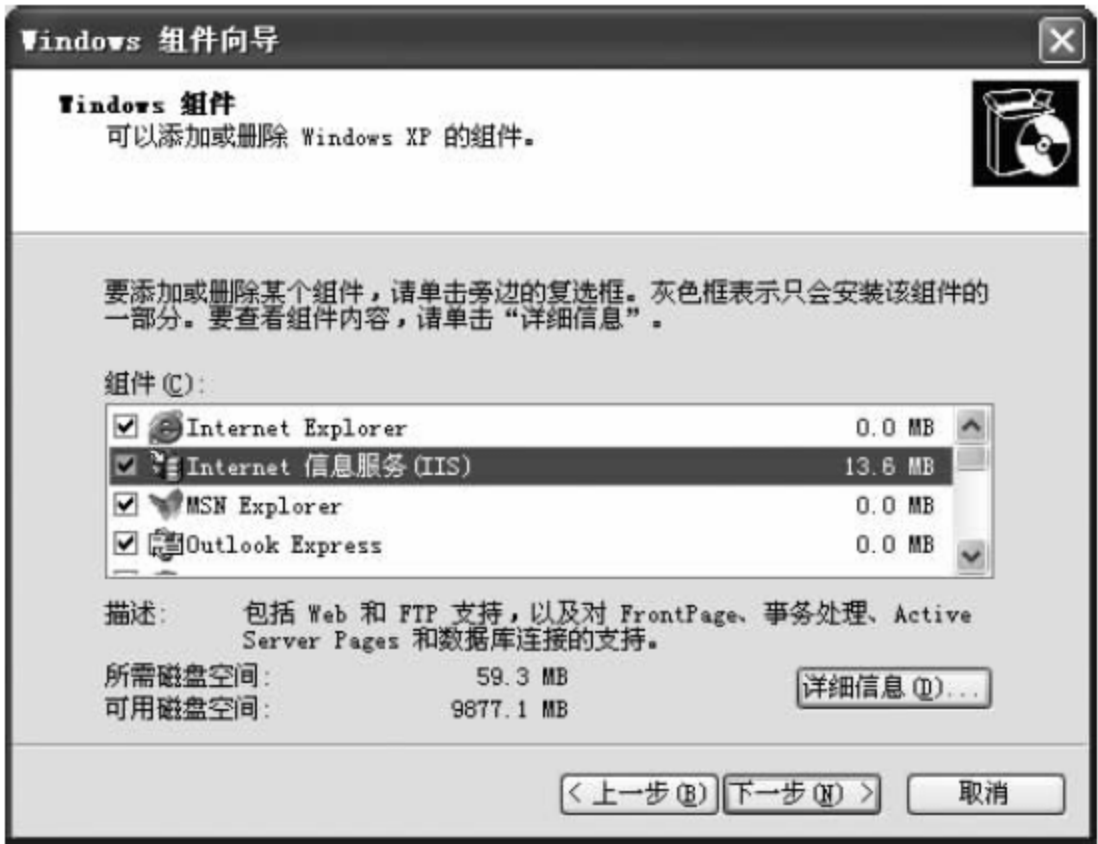 Windows 组件向导
Windows 组件
可以添加或删除 Windows XP 的组件。
要添加或删除某个组件，请单击旁边的复选框。灰色框表示只会安装该组件的
一部分。要查看组件内容，请单击“详细信息”。
组件(C):
Internet Explorer 0.0 MB
Internet 信息服务(IIS) 13.6 MB
MSN Explorer 0.0 MB
Outlook Express 0.0 MB
描述: 包括 Web 和 FTP 支持，以及对 FrontPage、事务处理、Active
Server Pages 和数据库连接的支持。
所需磁盘空间: 59.3 MB
可用磁盘空间: 9877.1 MB
详细信息(D)...
< 上一步(B) 下一步(N) > 取消